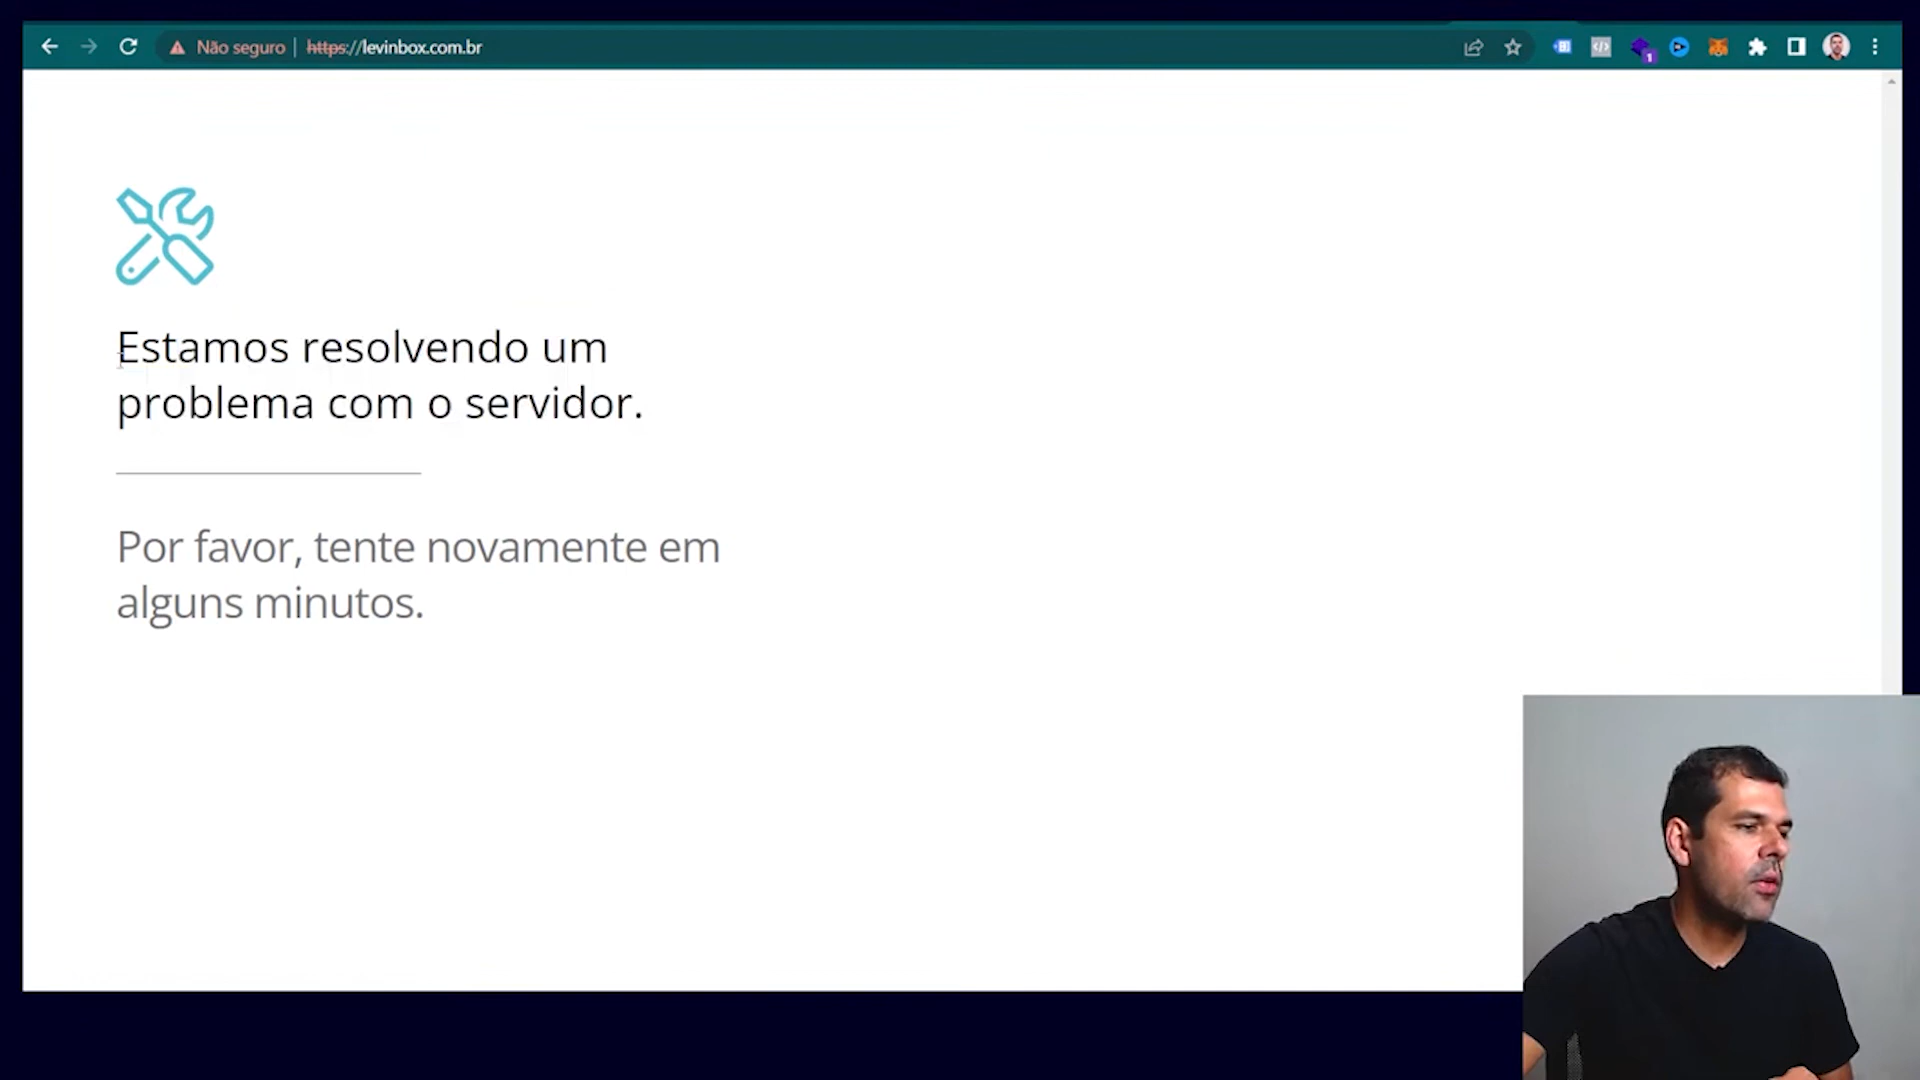 Não seguro | https://levinbox.com.br
1
Estamos resolvendo um
problema com o servidor.
Por favor, tente novamente em
alguns minutos.